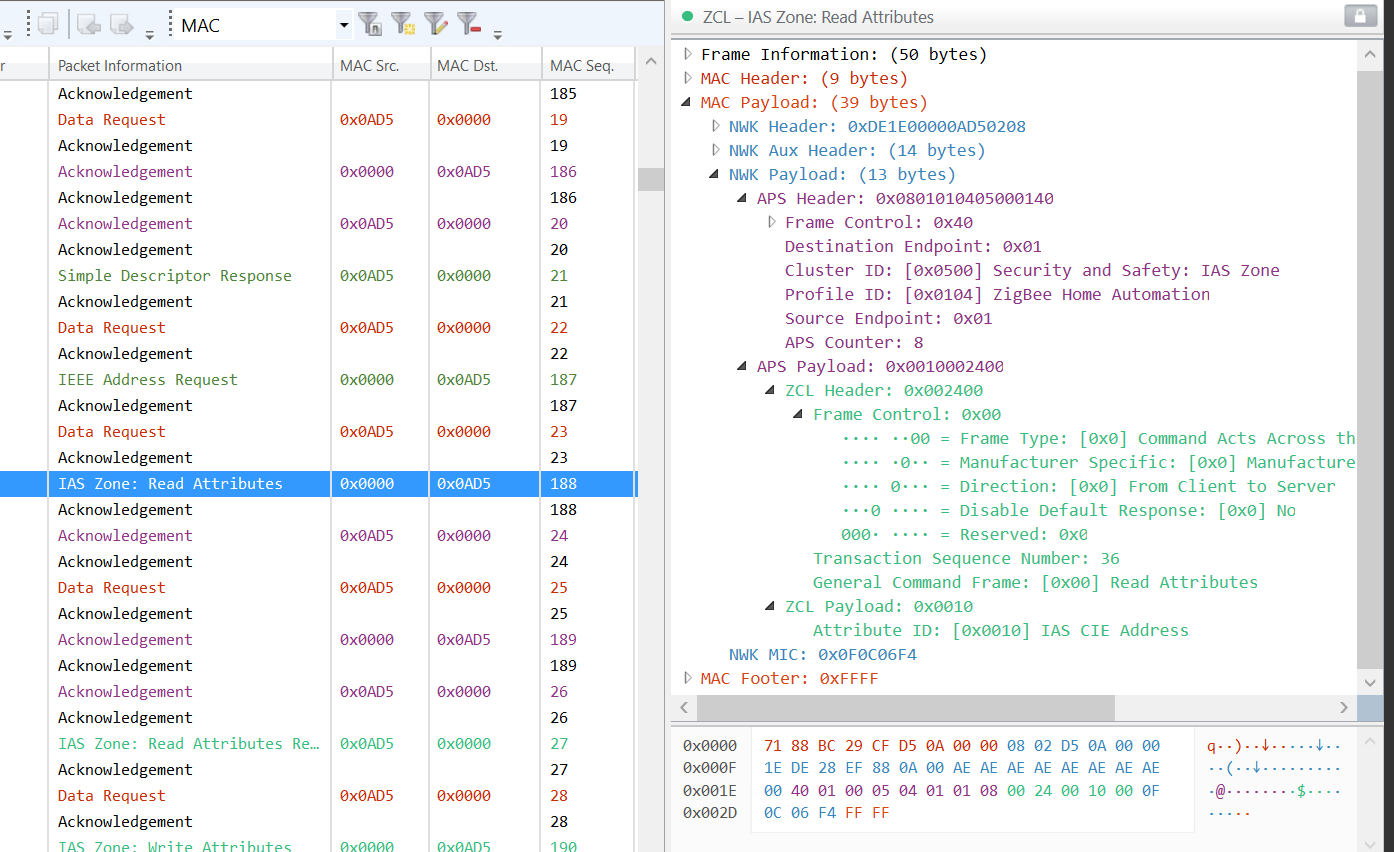 MAC
r Packet Information MAC Src. MAC Dst. MAC Seq.
Acknowledgement 185
Data Request 0x0AD5 0x0000 19
Acknowledgement 19
Acknowledgement 0x0000 0x0AD5 186
Acknowledgement 186
Acknowledgement 0x0AD5 0x0000 20
Acknowledgement 20
Simple Descriptor Response 0x0AD5 0x0000 21
Acknowledgement 21
Data Request 0x0AD5 0x0000 22
Acknowledgement 22
IEEE Address Request 0x0000 0x0AD5 187
Acknowledgement 187
Data Request 0x0AD5 0x0000 23
Acknowledgement 23
IAS Zone: Read Attributes 0x0000 0x0AD5 188
Acknowledgement 188
Acknowledgement 0x0AD5 0x0000 24
Acknowledgement 24
Data Request 0x0AD5 0x0000 25
Acknowledgement 25
Acknowledgement 0x0000 0x0AD5 189
Acknowledgement 189
Acknowledgement 0x0AD5 0x0000 26
Acknowledgement 26
IAS Zone: Read Attributes Re… 0x0AD5 0x0000 27
Acknowledgement 27
Data Request 0x0AD5 0x0000 28
Acknowledgement 28
IAS Zone: Write Attributes 0x0000 0x0AD5 190
ZCL – IAS Zone: Read Attributes
Frame Information: (50 bytes)
MAC Header: (9 bytes)
MAC Payload: (39 bytes)
NWK Header: 0xDE1E00000AD50208
NWK Aux Header: (14 bytes)
NWK Payload: (13 bytes)
APS Header: 0x0801010405000140
Frame Control: 0x40
Destination Endpoint: 0x01
Cluster ID: [0x0500] Security and Safety: IAS Zone
Profile ID: [0x0104] ZigBee Home Automation
Source Endpoint: 0x01
APS Counter: 8
APS Payload: 0x0010002400
ZCL Header: 0x002400
Frame Control: 0x00
···· ··00 = Frame Type: [0x0] Command Acts Across th
···· ·0·· = Manufacturer Specific: [0x0] Manufacture
···· 0··· = Direction: [0x0] From Client to Server
···0 ···· = Disable Default Response: [0x0] No
000· ···· = Reserved: 0x0
Transaction Sequence Number: 36
General Command Frame: [0x00] Read Attributes
ZCL Payload: 0x0010
Attribute ID: [0x0010] IAS CIE Address
NWK MIC: 0x0F0C06F4
MAC Footer: 0xFFFF
0x0000 71 88 BC 29 CF D5 0A 00 00 08 02 D5 0A 00 00 q··)··↓·····↓··
0x000F 1E DE 28 EF 88 0A 00 AE AE AE AE AE AE AE AE ··(··↓·········
0x001E 00 40 01 00 05 04 01 01 08 00 24 00 10 00 0F ·@········$····
0x002D 0C 06 F4 FF FF ·····